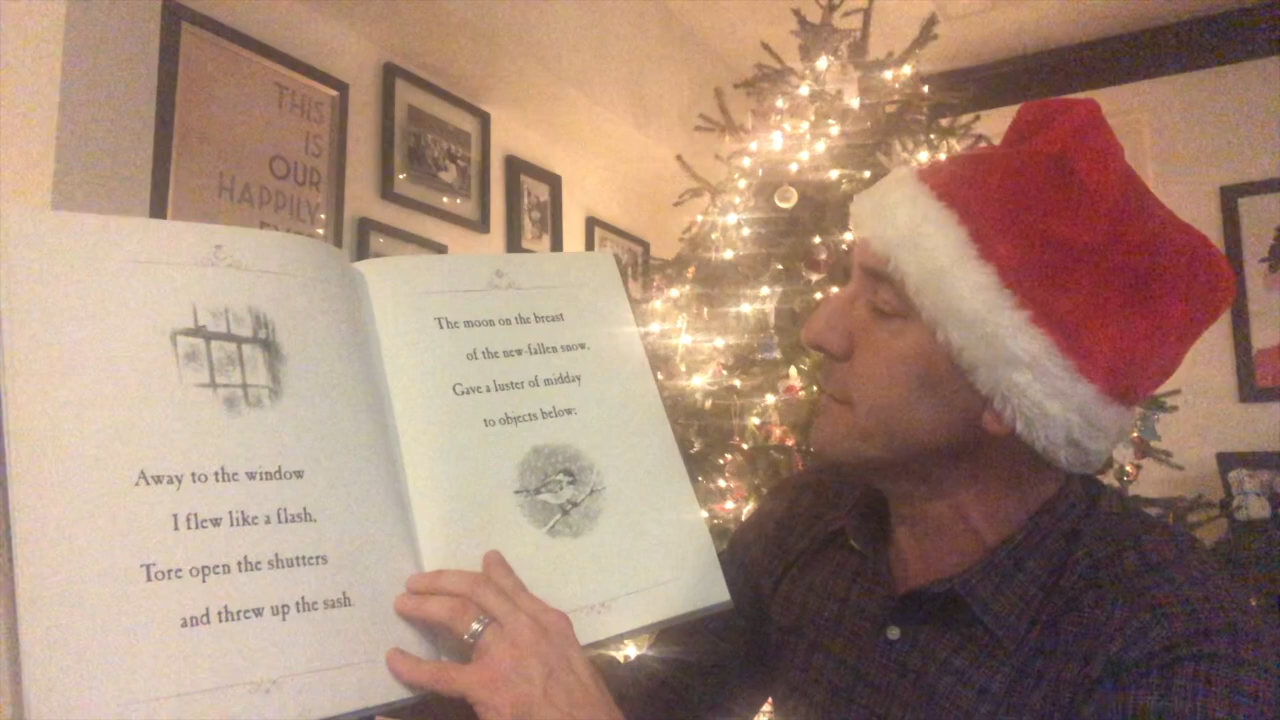 THIS
IS
OUR
HAPPILY
Away to the window
I flew like a flash,
Tore open the shutters
and threw up the sash.
The moon on the breast
of the new-fallen snow,
Gave a luster of midday
to objects below;